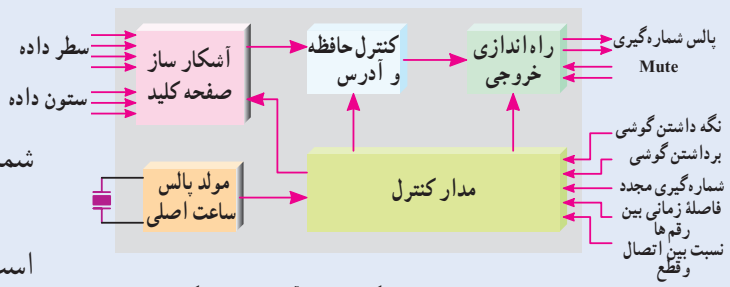 سطر داده
ستون داده
آشکار ساز
صفحه کلید
کنترل حافظه
و آدرس
راه اندازی
خروجی
پالس شماره گیری
Mute
مولد پالس
ساعت اصلی
مدار کنترل
نگه داشتن گوشی
برداشتن گوشی
شماره گیری مجدد
فاصلهٔ زمانی بین
رقم ها
نسبت بین اتصال
و قطع